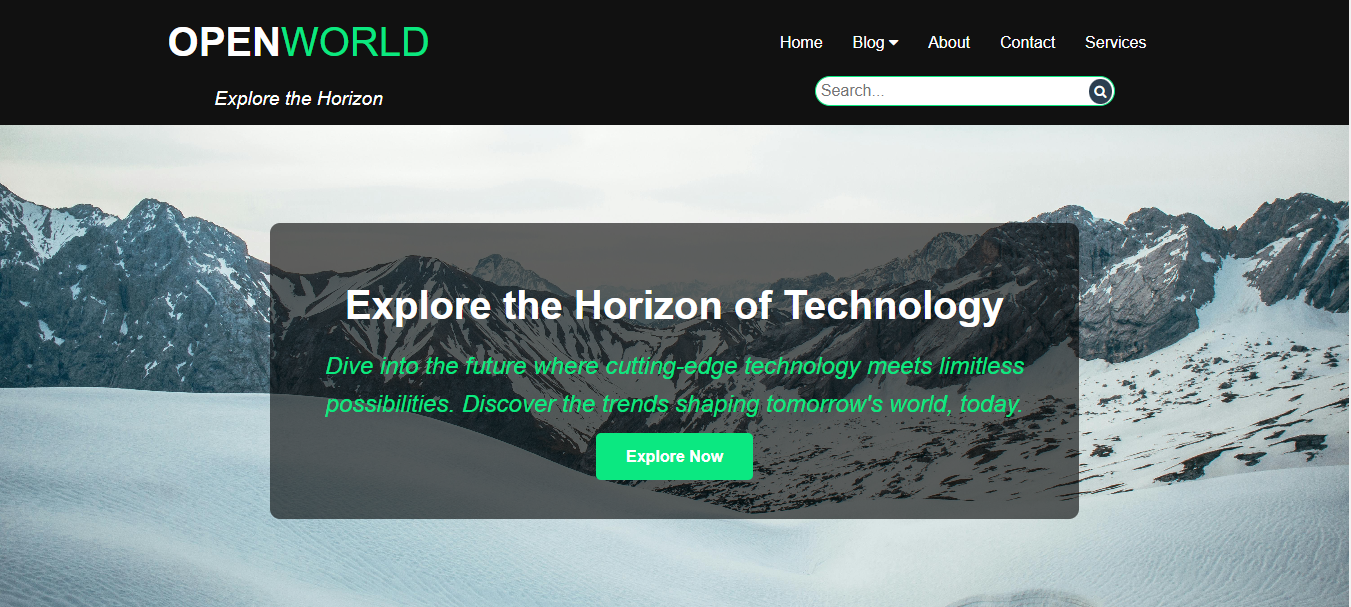 OPENWORLD
Explore the Horizon
Home Blog About Contact Services
Search...
Explore the Horizon of Technology
Dive into the future where cutting-edge technology meets limitless
possibilities. Discover the trends shaping tomorrow's world, today.
Explore Now